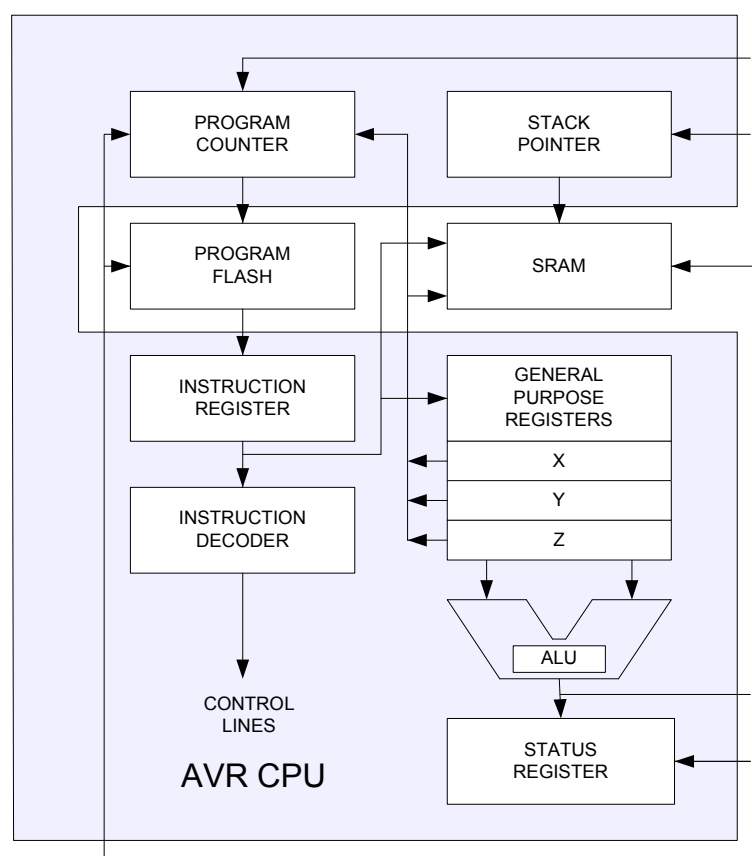 PROGRAM
COUNTER
STACK
POINTER
PROGRAM
FLASH
SRAM
INSTRUCTION
REGISTER
GENERAL
PURPOSE
REGISTERS
X
Y
Z
INSTRUCTION
DECODER
ALU
CONTROL
LINES
STATUS
REGISTER
AVR CPU